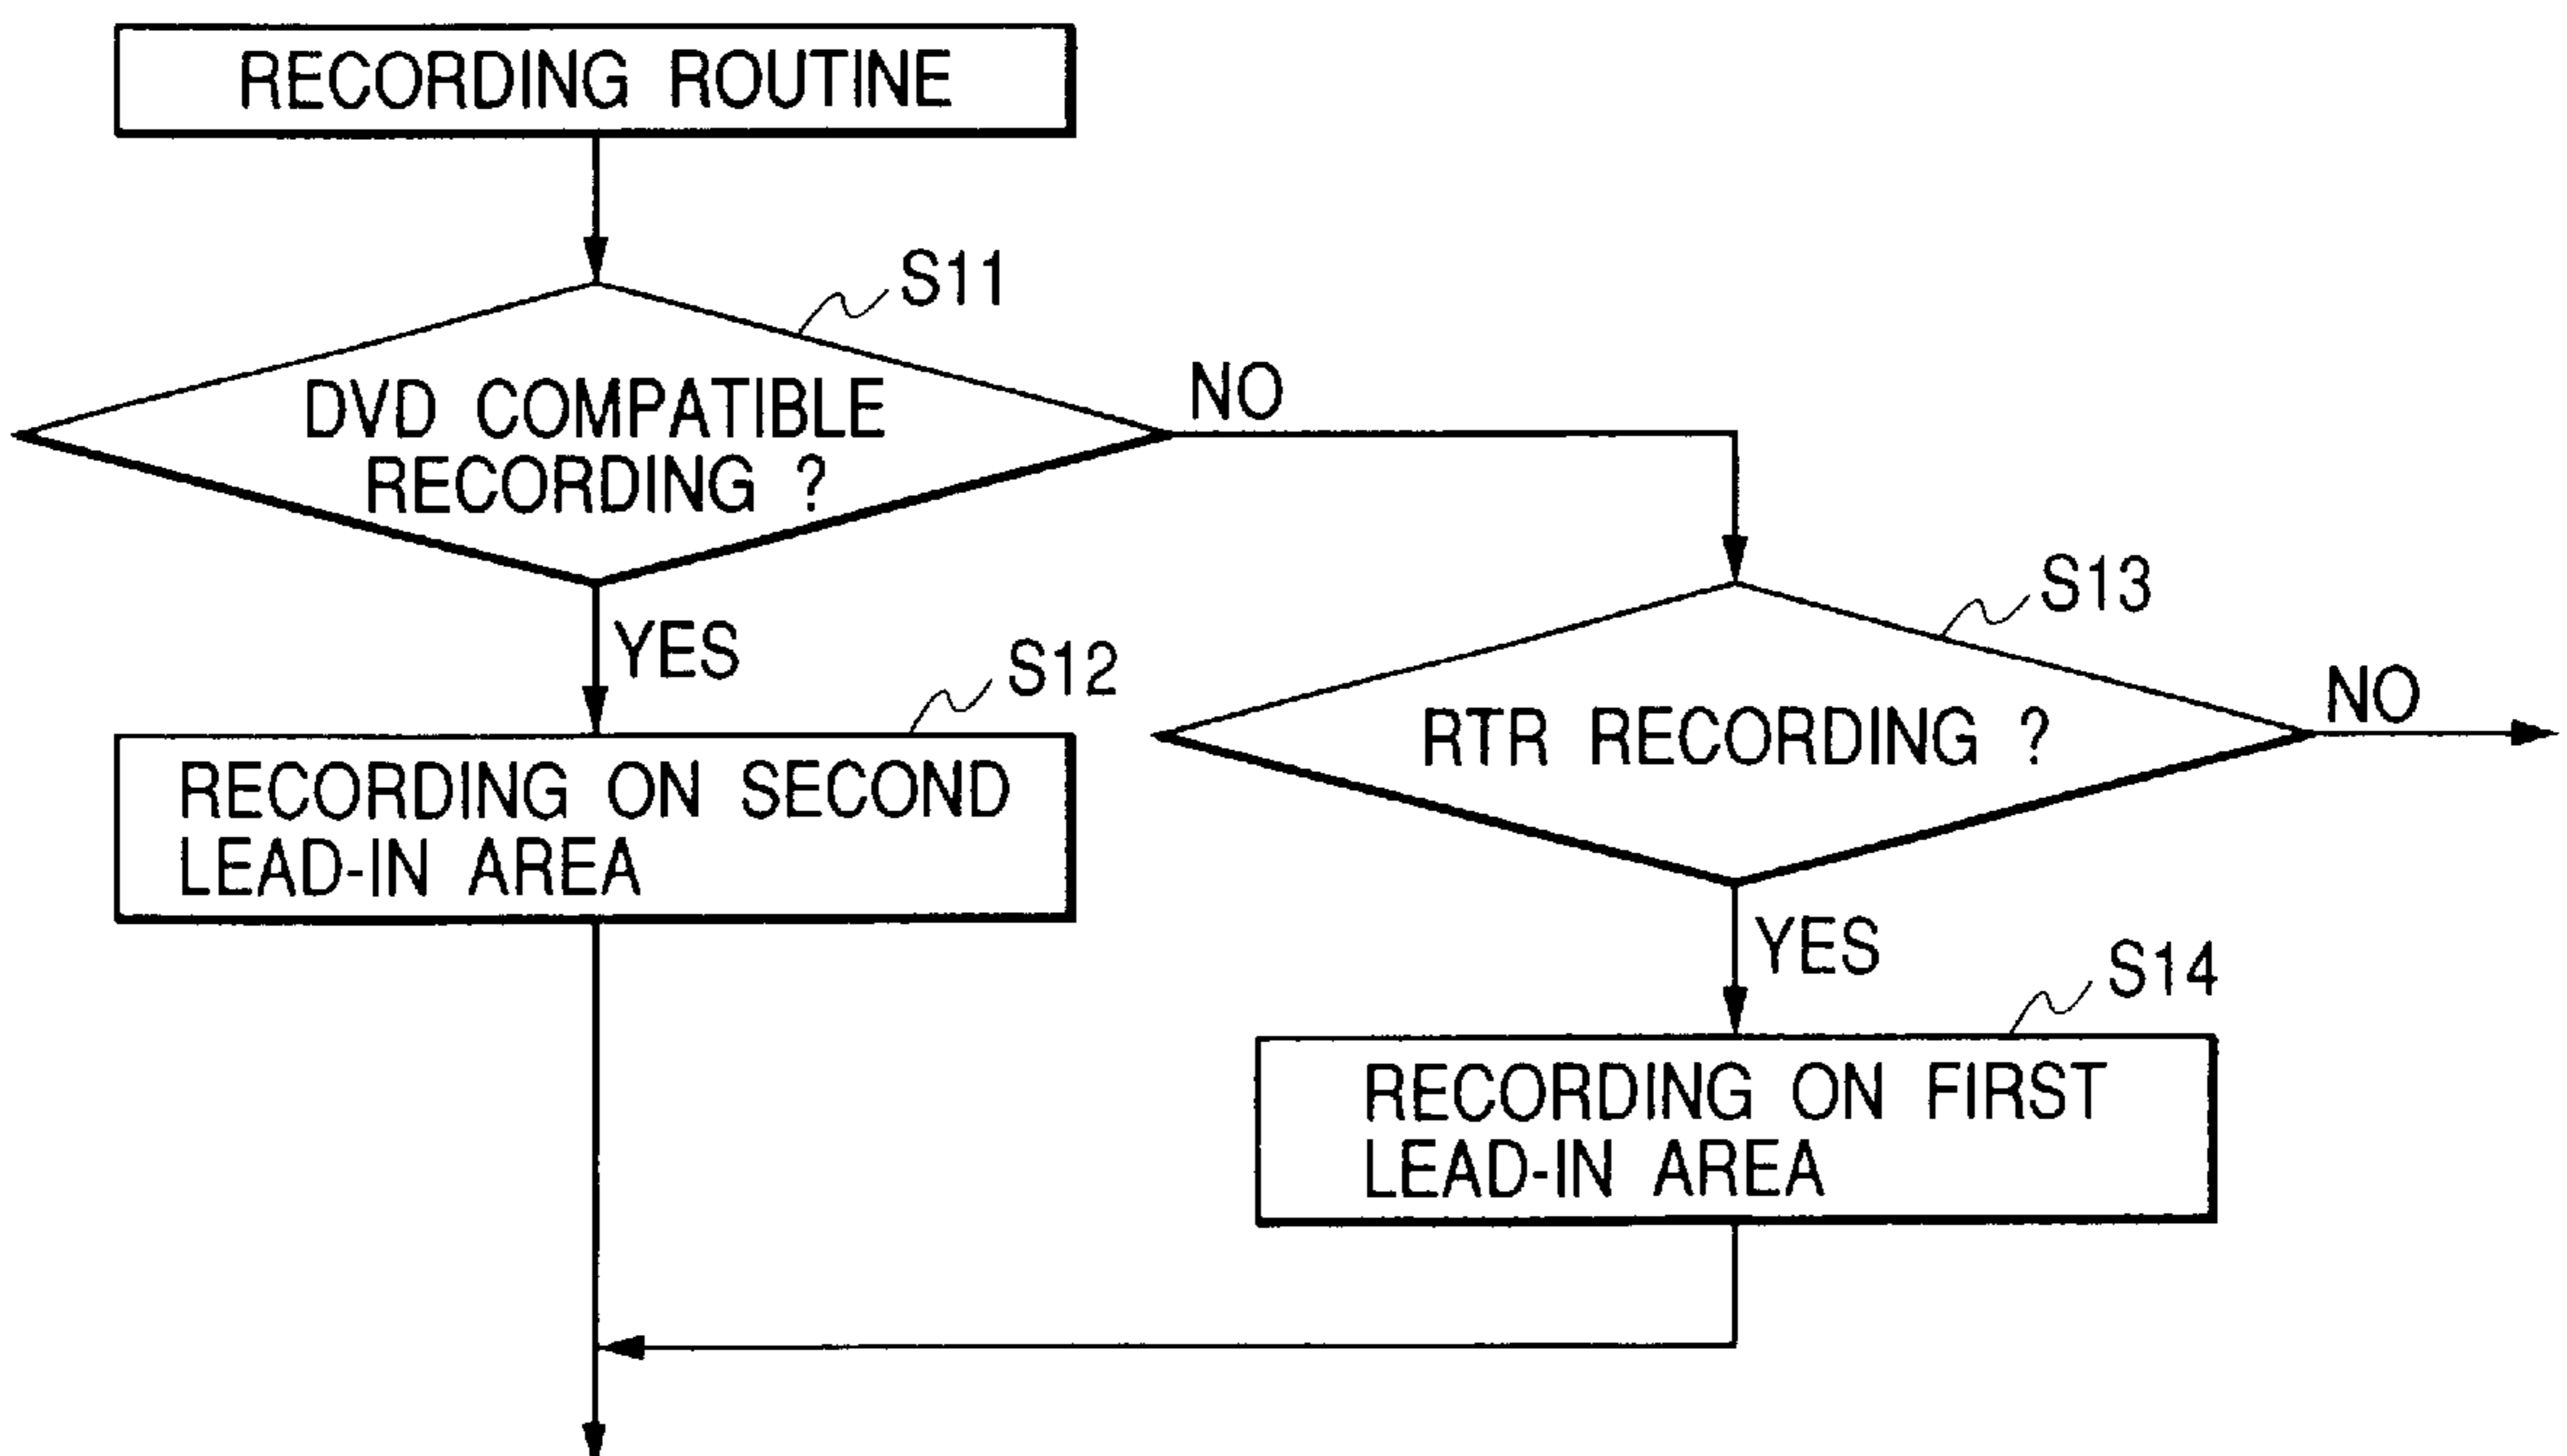 RECORDING ROUTINE
S11
DVD COMPATIBLE
RECORDING ?
NO
YES
S12
RECORDING ON SECOND
LEAD-IN AREA
S13
RTR RECORDING ?
NO
YES
S14
RECORDING ON FIRST
LEAD-IN AREA